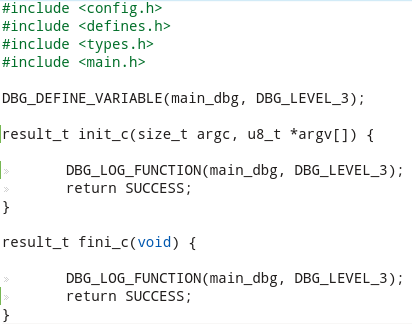 #include <config.h>
#include <defines.h>
#include <types.h>
#include <main.h>
DBG_DEFINE_VARIABLE(main_dbg, DBG_LEVEL_3);
result_t init_c(size_t argc, u8_t *argv[]) {
» DBG_LOG_FUNCTION(main_dbg, DBG_LEVEL_3);
» return SUCCESS;
}
result_t fini_c(void) {
» DBG_LOG_FUNCTION(main_dbg, DBG_LEVEL_3);
» return SUCCESS;
}